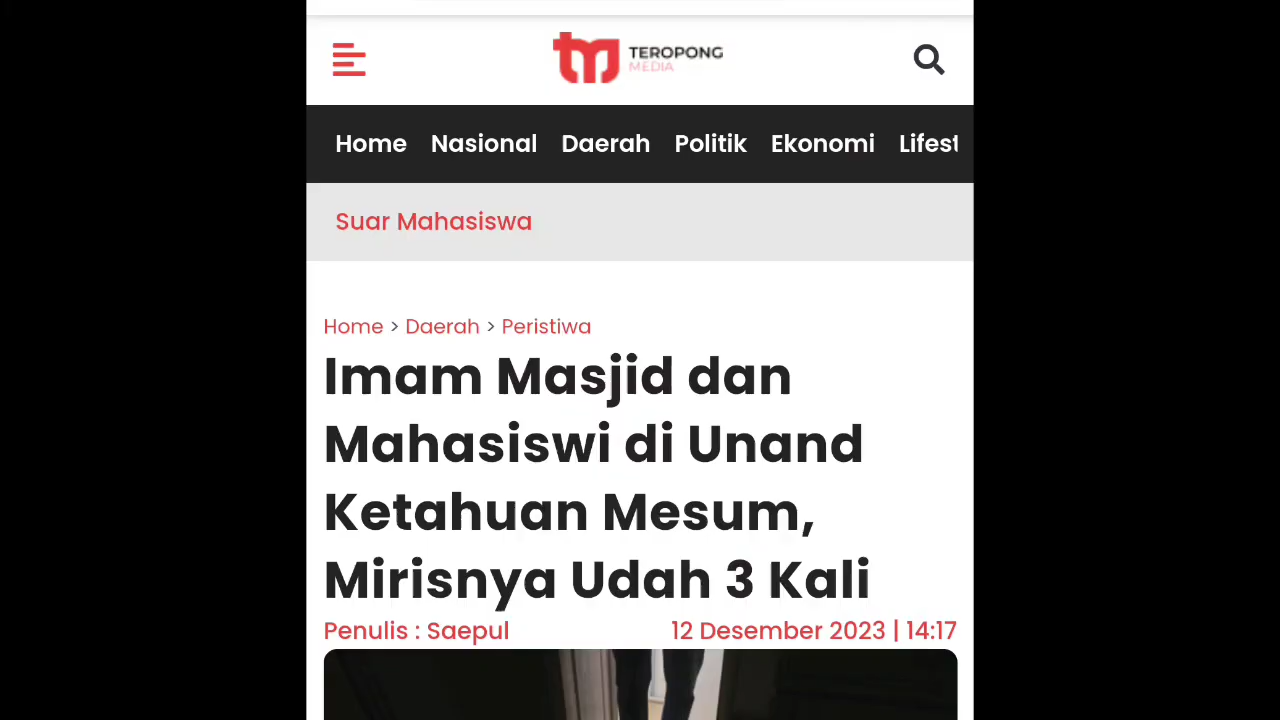 TEROPONG
MEDIA
Home Nasional Daerah Politik Ekonomi Lifest
Suar Mahasiswa
Home > Daerah > Peristiwa
Imam Masjid dan
Mahasiswi di Unand
Ketahuan Mesum,
Mirisnya Udah 3 Kali
Penulis : Saepul 12 Desember 2023 | 14:17